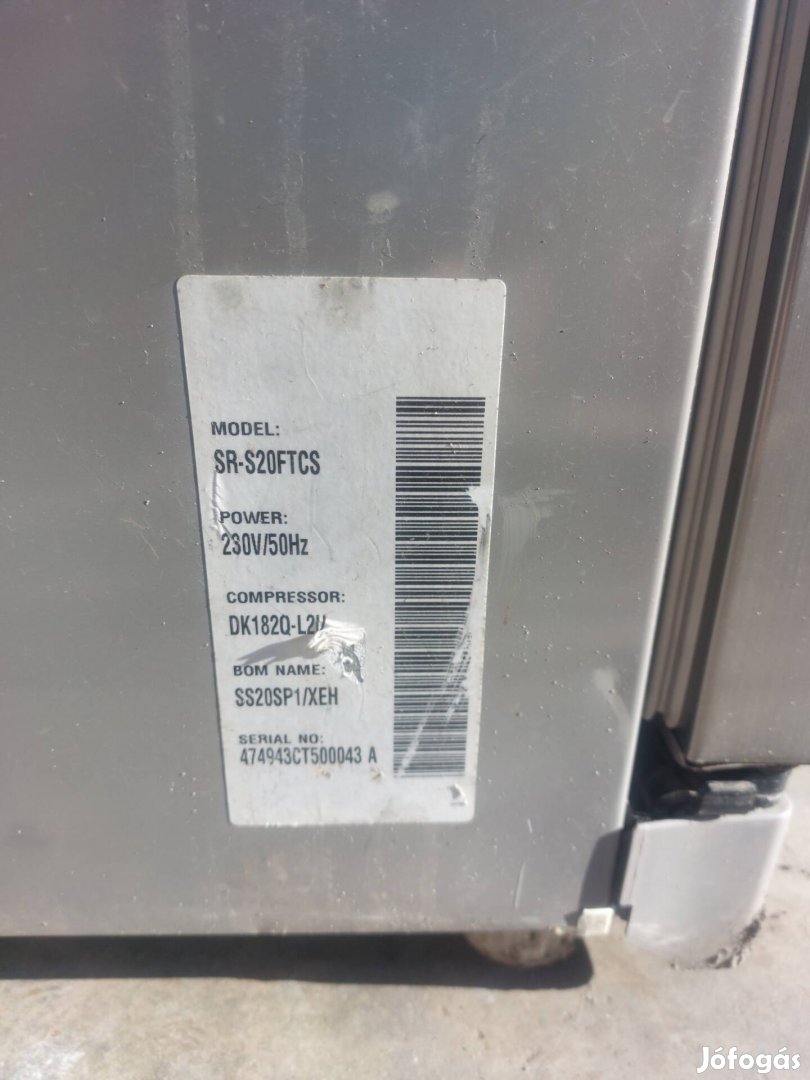 MODEL:
SR-S20FTCS
POWER:
230V/50Hz
COMPRESSOR:
BOM NAME:
SS20SP1/XEH
SERIAL NO:
474943CT500043 A
Jófogás